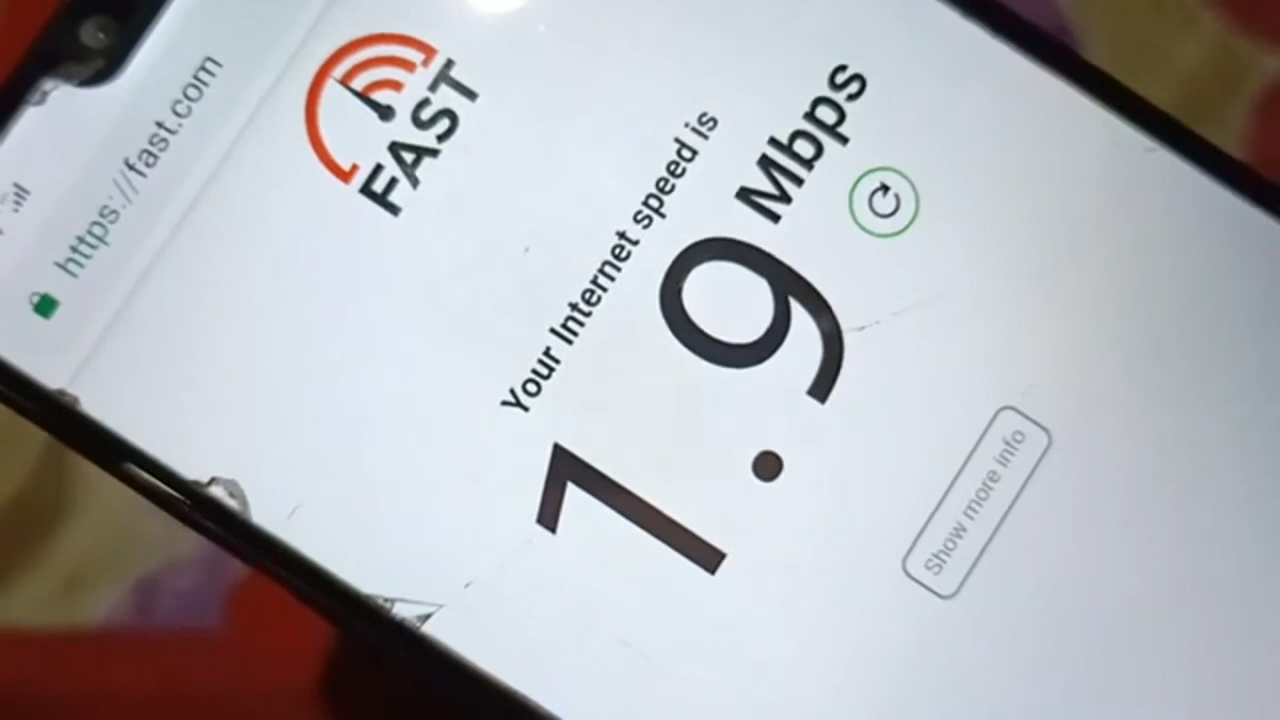 https://fast.com
FAST
Your Internet speed is
1.9 Mbps
Show more info